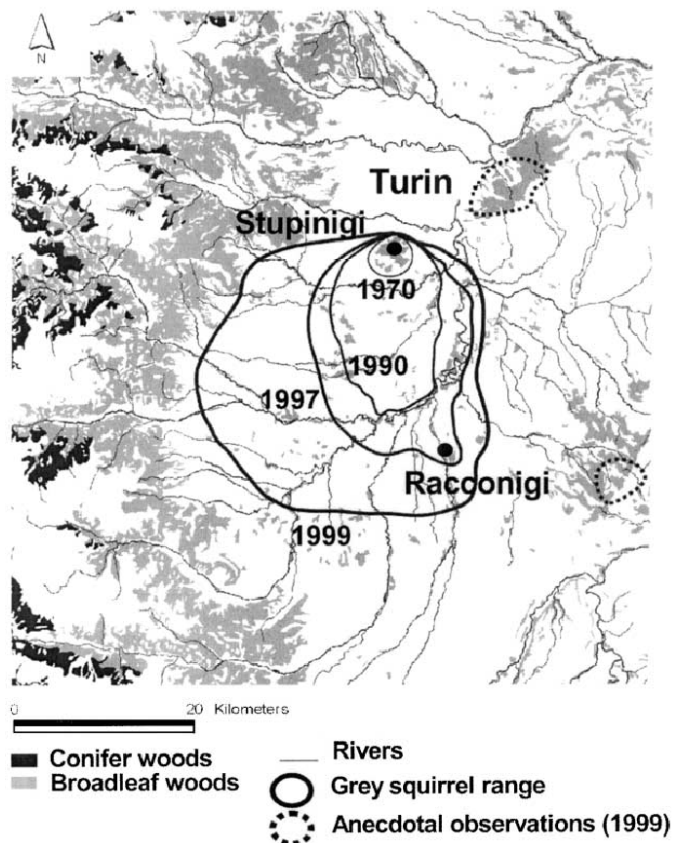 N
Turin
Stupinigi
1970
1990
1997
Racconigi
1999
0 20 Kilometers
Conifer woods
Broadleaf woods
Rivers
Grey squirrel range
Anecdotal observations (1999)